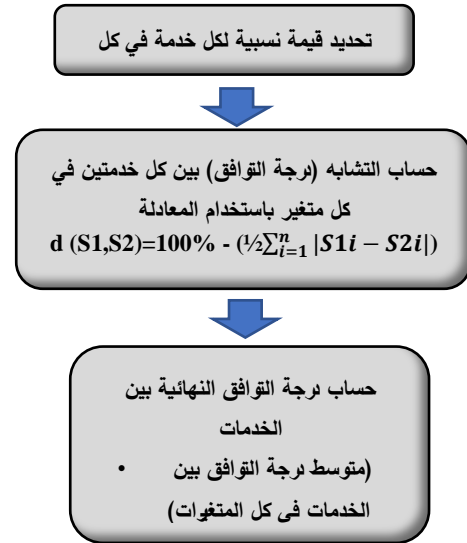 تحديد قيمة نسبية لكل خدمة في كل
حساب التشابه (درجة التوافق) بين كل خدمتين في
كل متغير باستخدام المعادلة
d (S1,S2)=100% - (½∑ⁿᵢ₌₁ |S1i − S2i|)
حساب درجة التوافق النهائية بين
الخدمات
• (متوسط درجة التوافق بين
الخدمات في كل المتغيرات)